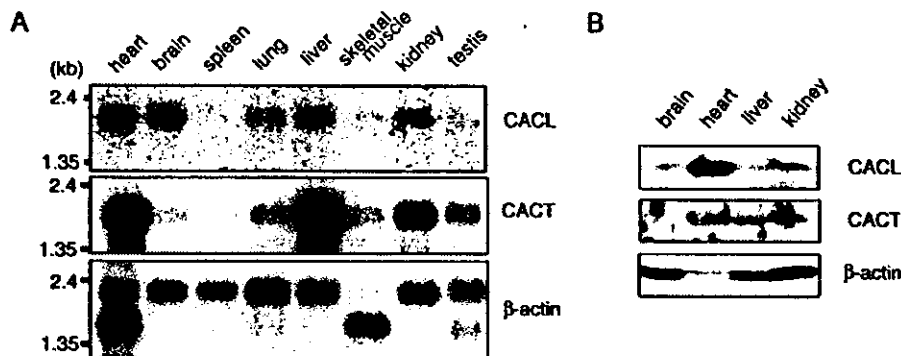 A
B
heart brain spleen lung liver skeletal muscle kidney testis
(kb)
2.4
CACL
1.35
2.4
CACT
1.35
2.4
β-actin
1.35
brain heart liver kidney
CACL
CACT
β-actin